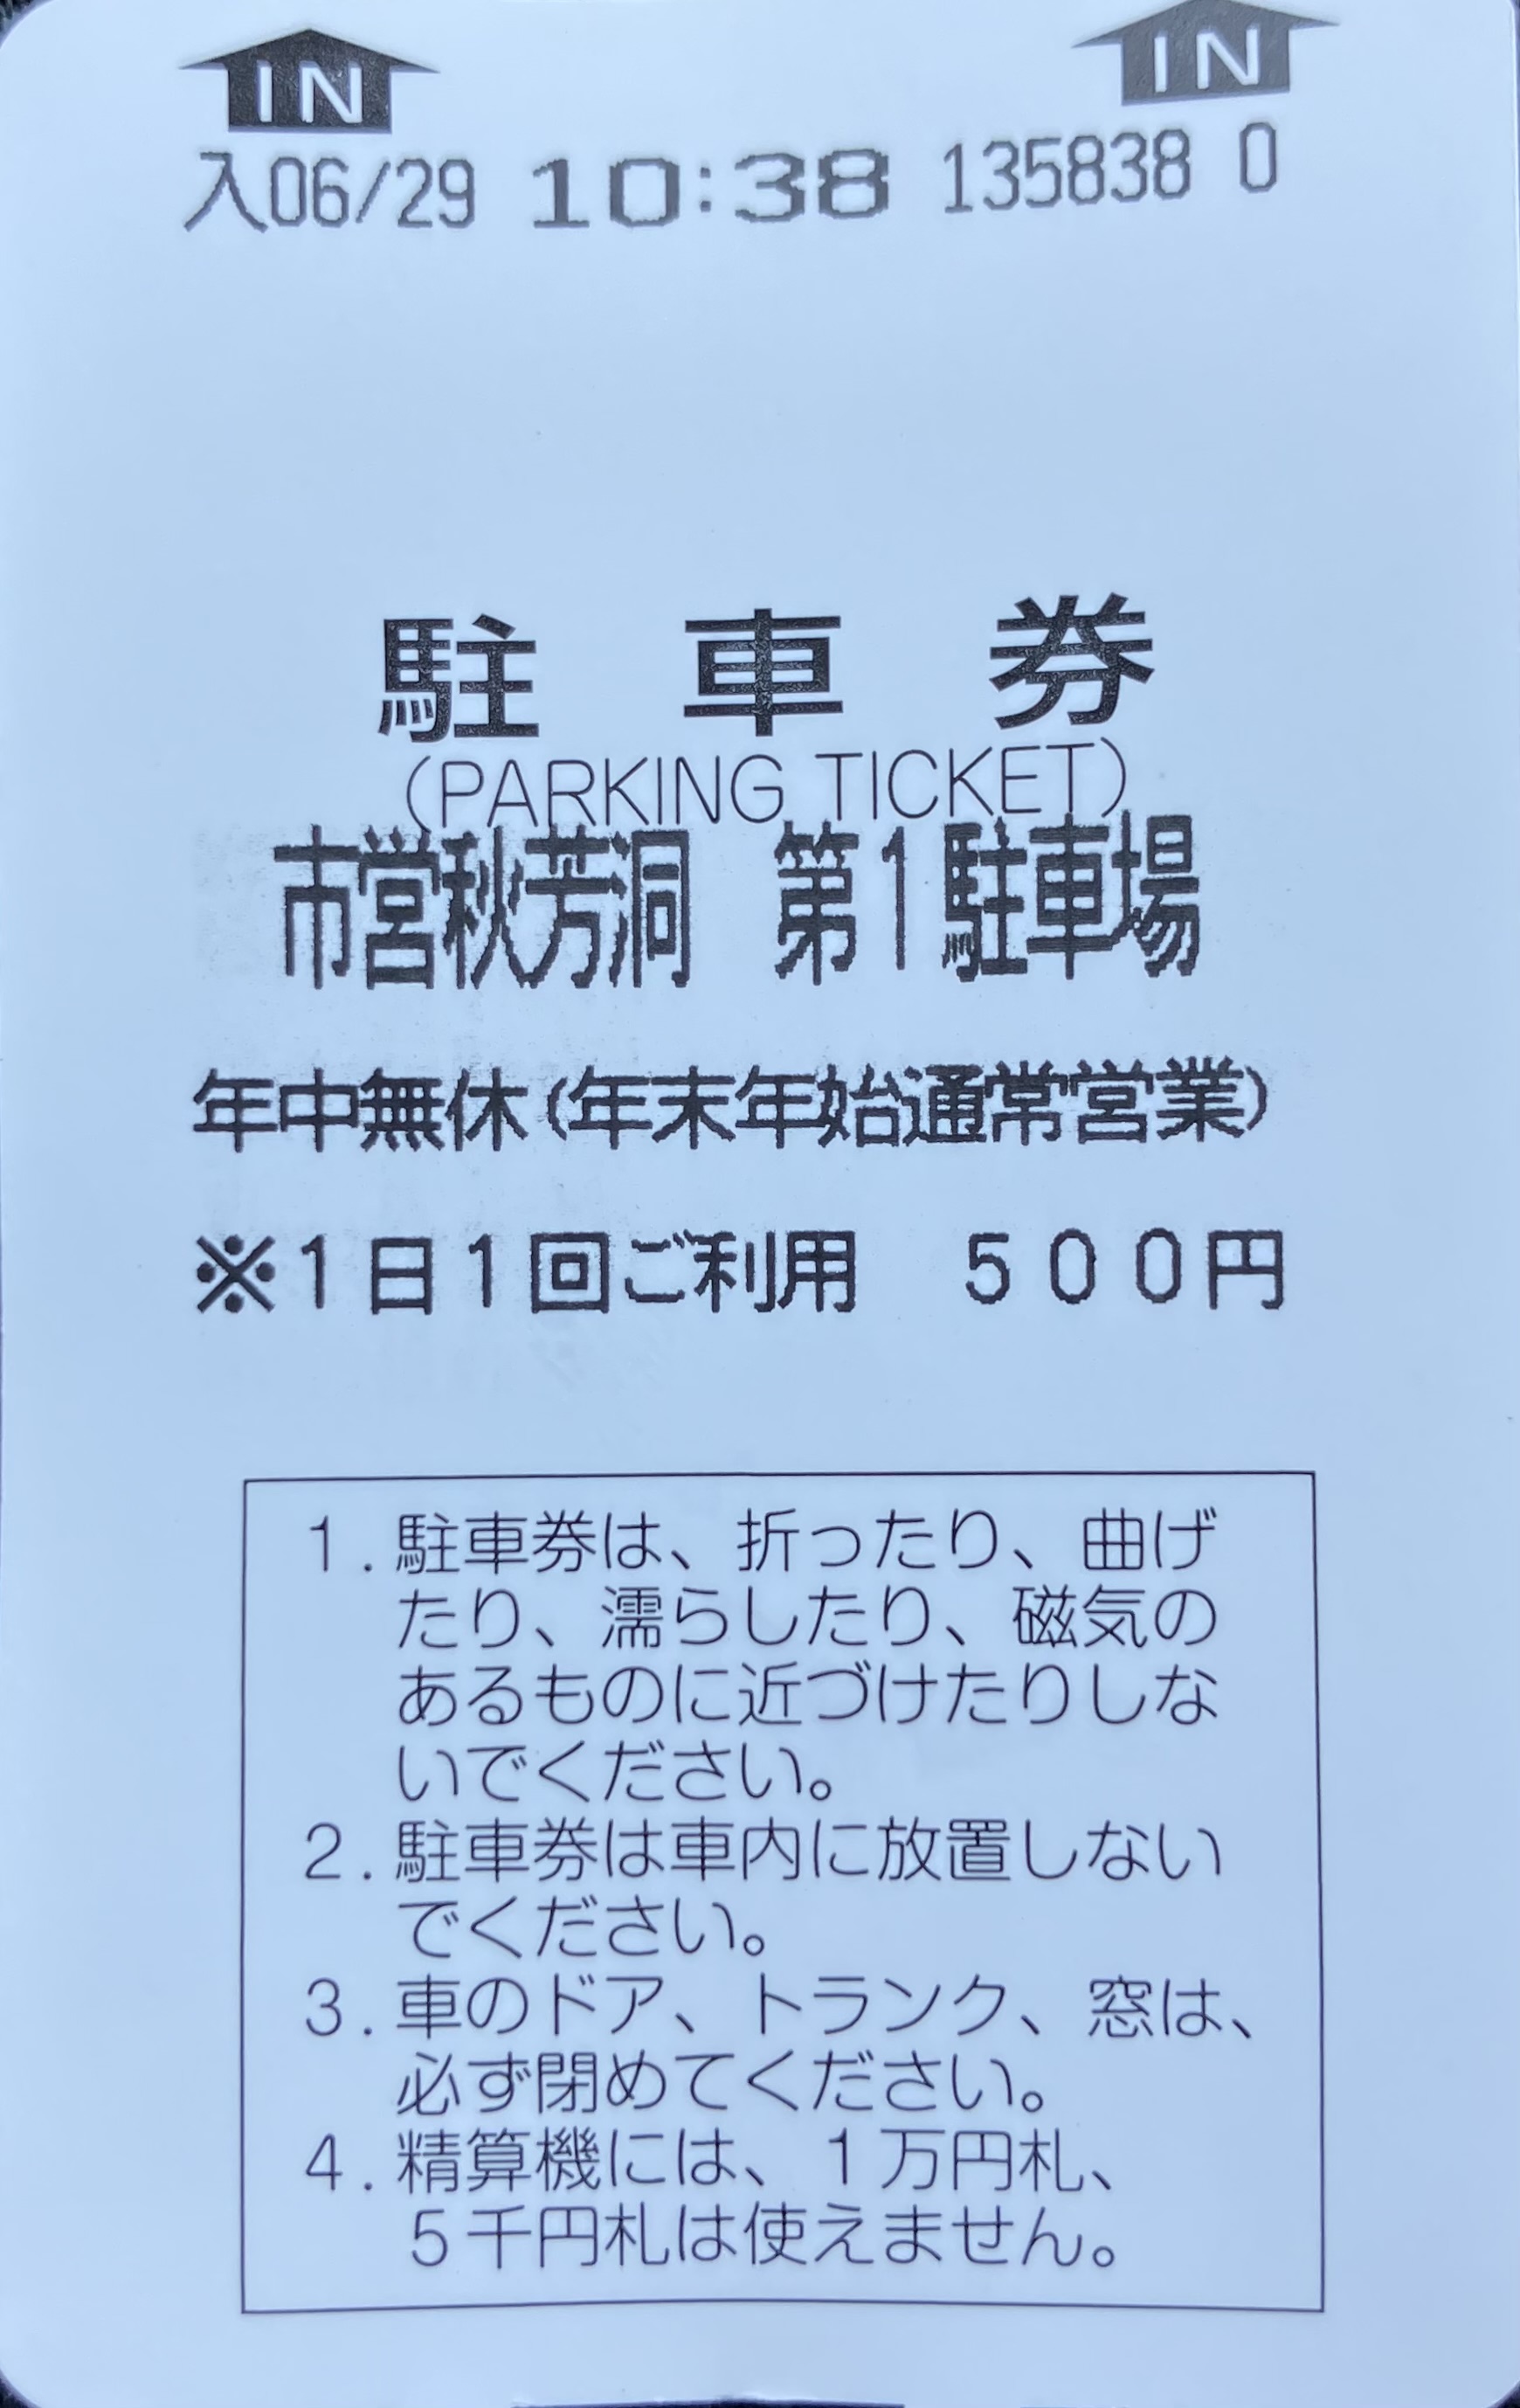 IN IN
入06/29 10:38 135838 0
駐車券
(PARKING TICKET)
市営秋芳洞 第1駐車場
年中無休(年末年始通常営業)
※1日1回ご利用 500円
1.駐車券は、折ったり、曲げ
たり、濡らしたり、磁気の
あるものに近づけたりしな
いでください。
2.駐車券は車内に放置しない
でください。
3.車のドア、トランク、窓は、
必ず閉めてください。
4.精算機には、1万円札、
5千円札は使えません。